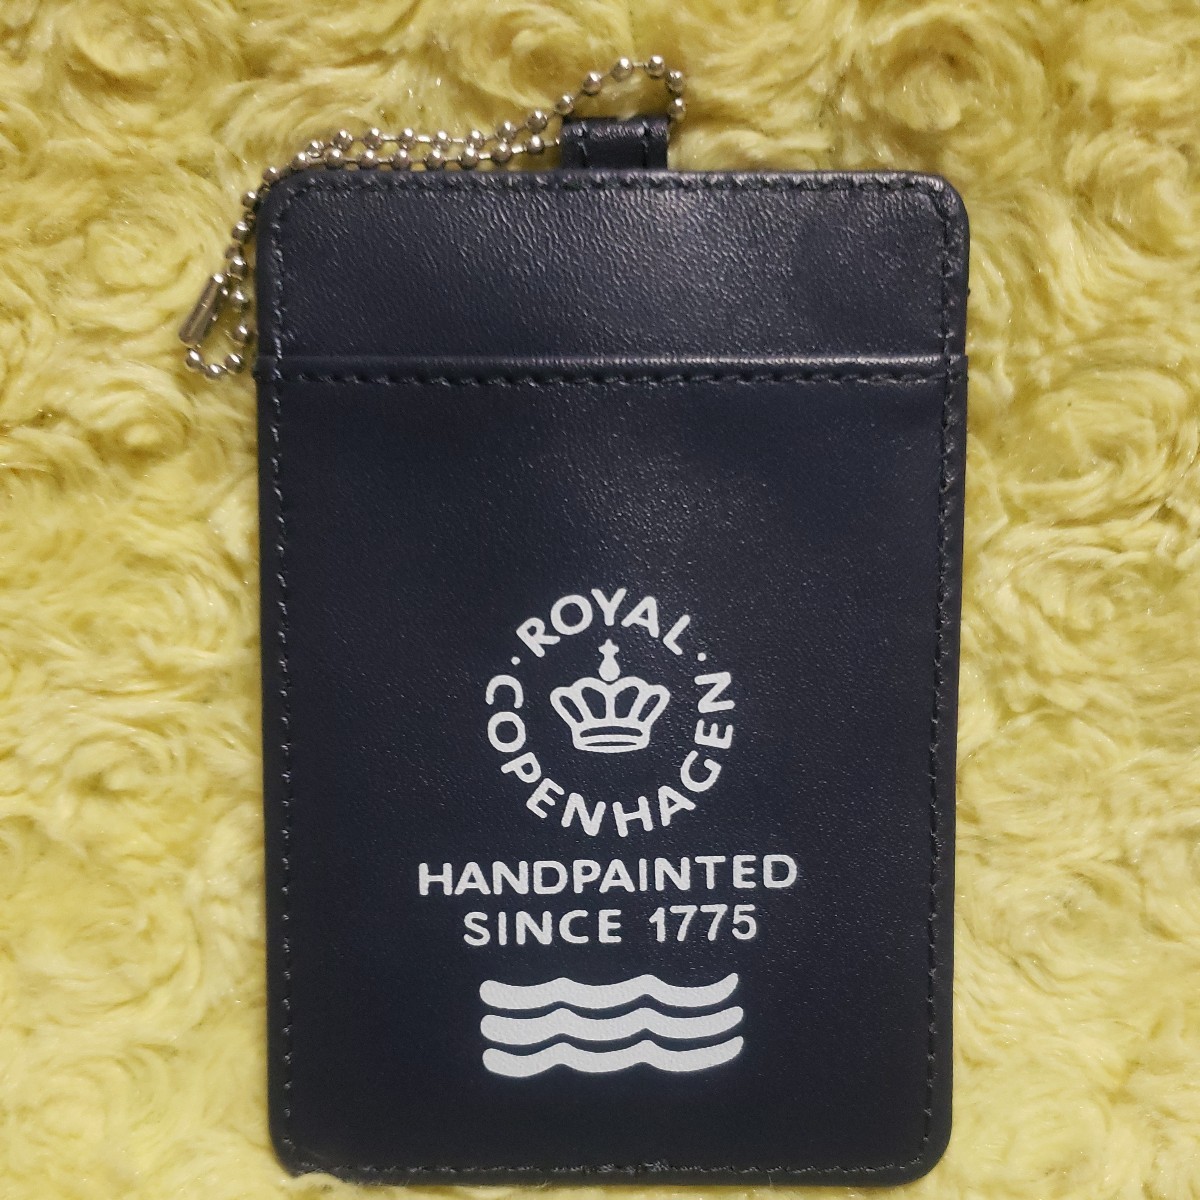 ROYAL
COPENHAGEN
HANDPAINTED
SINCE 1775